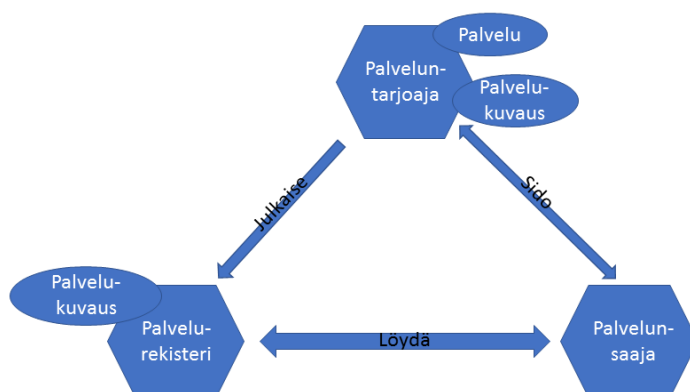 Palvelu
Palvelun-
tarjoaja
Palvelu-
kuvaus
Julkaise
Sido
Palvelu-
kuvaus
Palvelu-
rekisteri
Löydä
Palvelun-
saaja